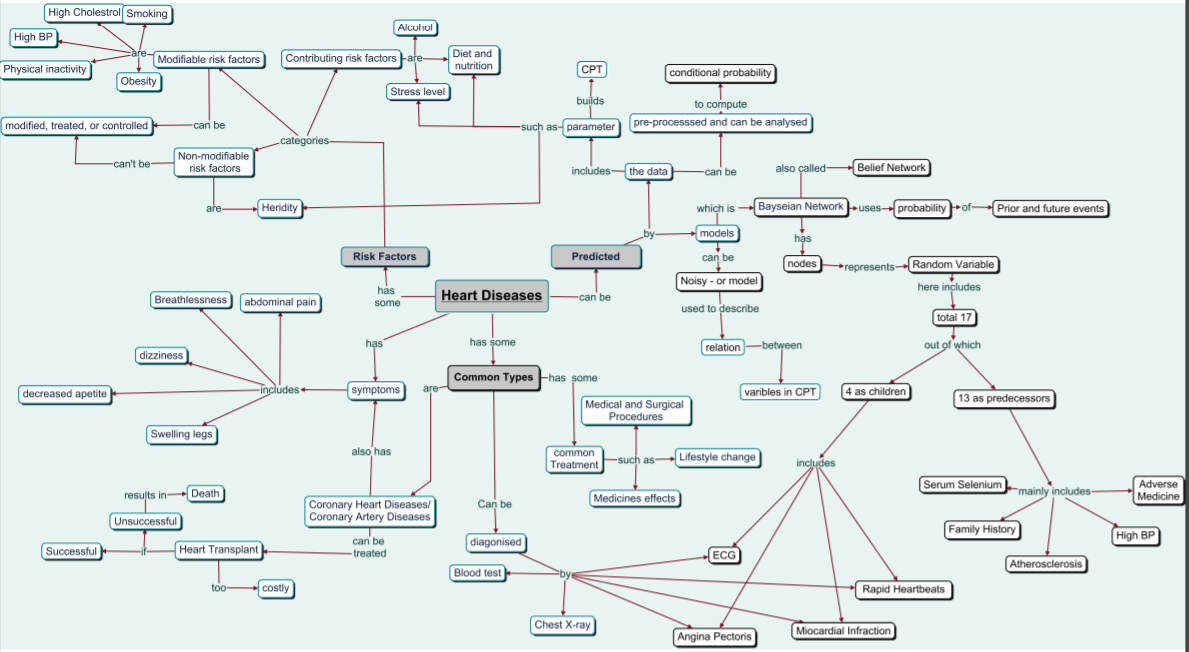 High Cholestrol
Smoking
High BP
are
Modifiable risk factors
Physical inactivity
Obesity
Contributing risk factors
are
Alcohol
Diet and
nutrition
Stress level
modified, treated, or controlled
can be
categories
can't be
Non-modifiable
risk factors
are
Heridity
such as
parameter
builds
CPT
conditional probability
to compute
pre-processsed and can be analysed
includes
the data
can be
also called
Belief Network
which is
Bayseian Network
uses
probability
of
Prior and future events
by
models
has
can be
nodes
represents
Random Variable
here includes
Risk Factors
Predicted
Noisy - or model
used to describe
total 17
out of which
has
some
Heart Diseases
can be
Breathlessness
abdominal pain
relation
between
dizziness
has
has some
varibles in CPT
4 as children
13 as predecessors
decreased apetite
includes
symptoms
are
Common Types
has some
Swelling legs
also has
Medical and Surgical
Procedures
common
Treatment
such as
Lifestyle change
Medicines effects
includes
Serum Selenium
mainly includes
Adverse
Medicine
Family History
High BP
Atherosclerosis
results in
Death
Unsuccessful
Coronary Heart Diseases/
Coronary Artery Diseases
Can be
Successful
if
Heart Transplant
can be
treated
diagonised
too
costly
Blood test
by
ECG
Rapid Heartbeats
Chest X-ray
Angina Pectoris
Miocardial Infraction